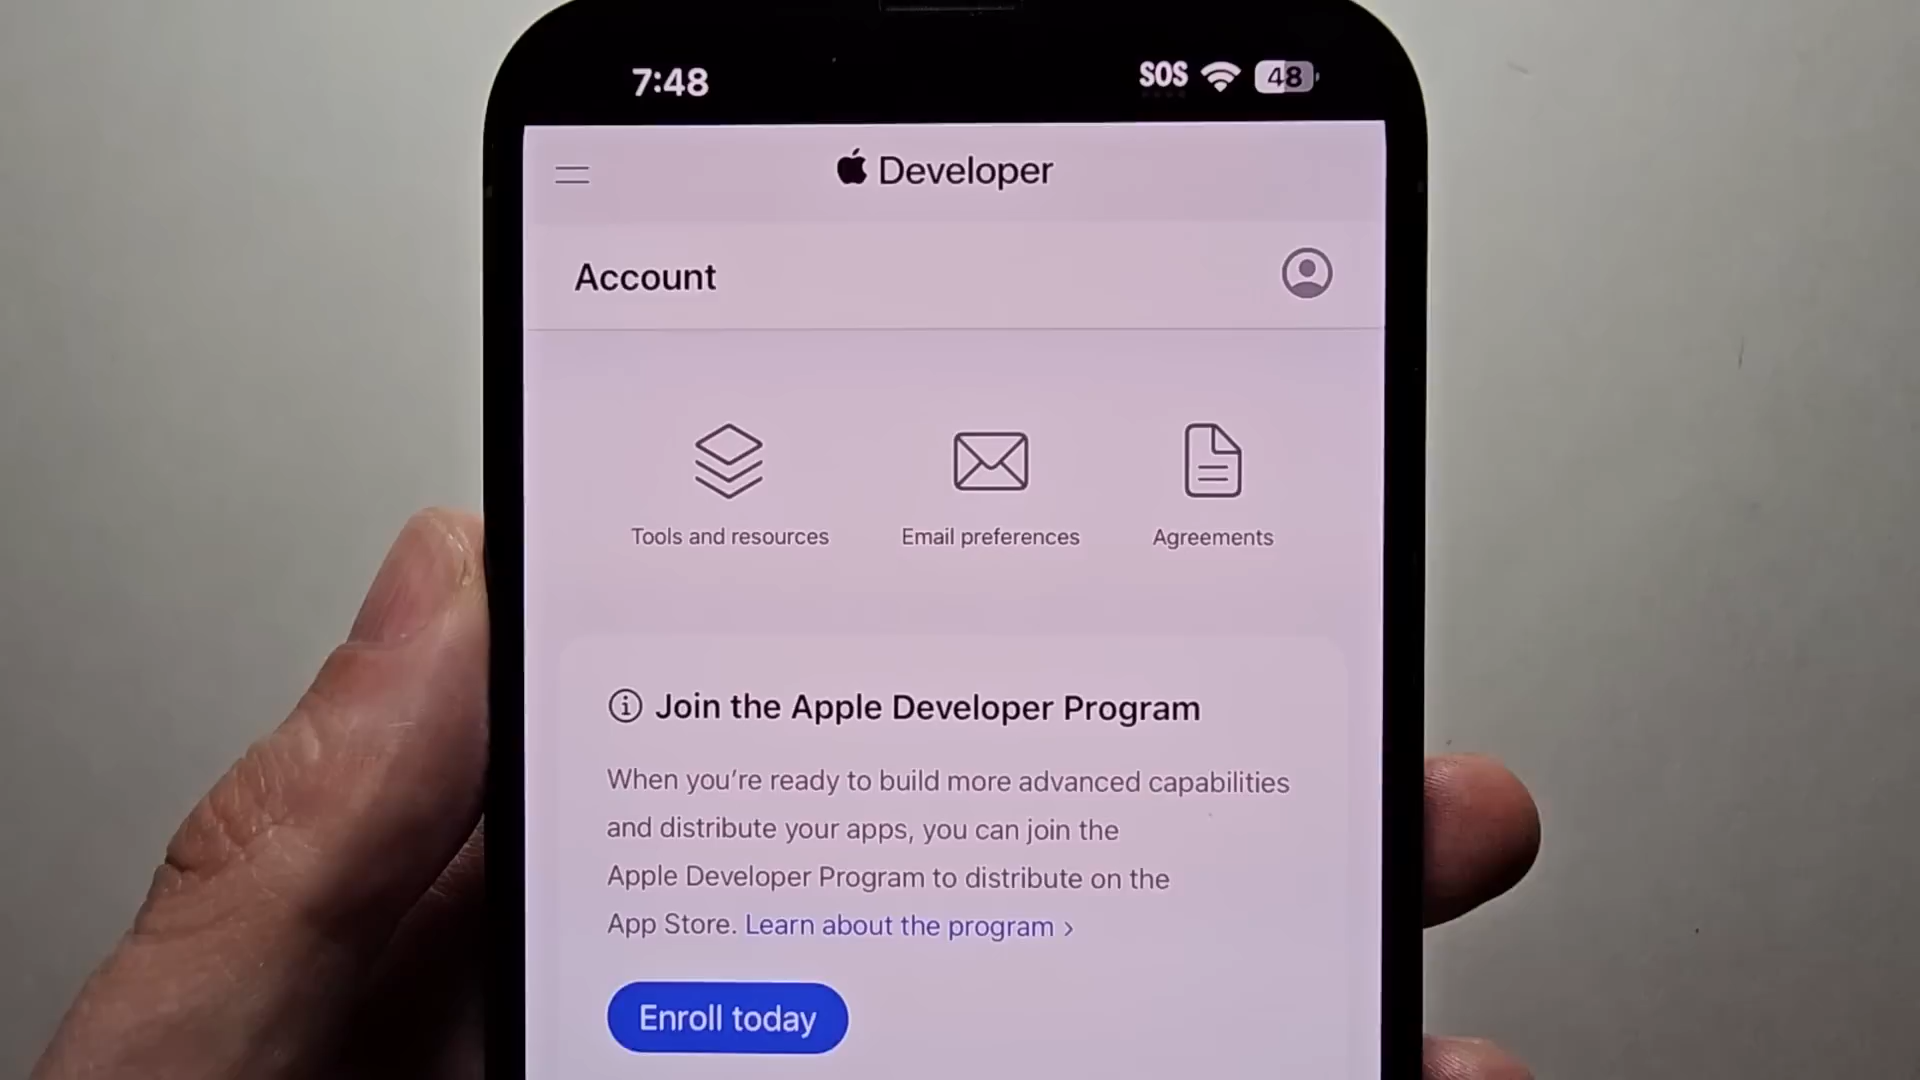 7:48 SOS 48
Developer
Account
Tools and resources Email preferences Agreements
Join the Apple Developer Program
When you’re ready to build more advanced capabilities
and distribute your apps, you can join the
Apple Developer Program to distribute on the
App Store. Learn about the program >
Enroll today